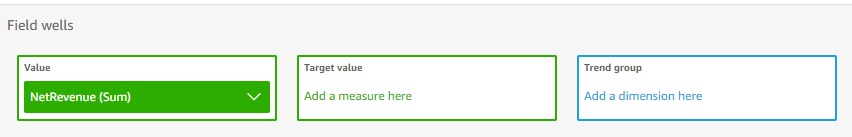 Field wells
Value
Target value
Trend group
NetRevenue (Sum)
Add a measure here
Add a dimension here